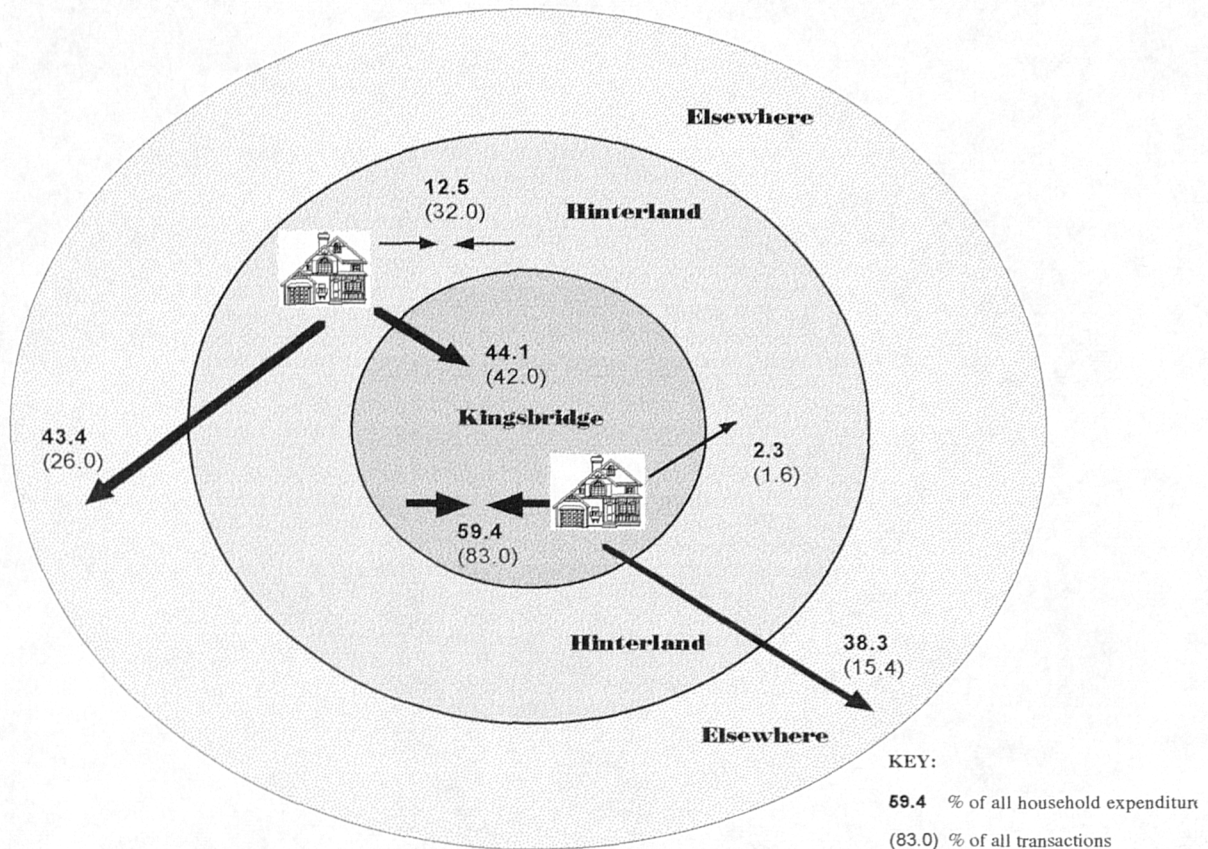 Elsewhere
12.5
(32.0)
Hinterland
44.1
(42.0)
Kingsbridge
43.4
(26.0)
2.3
(1.6)
59.4
(83.0)
Hinterland
38.3
(15.4)
Elsewhere
KEY:
59.4 % of all household expenditure
(83.0) % of all transactions